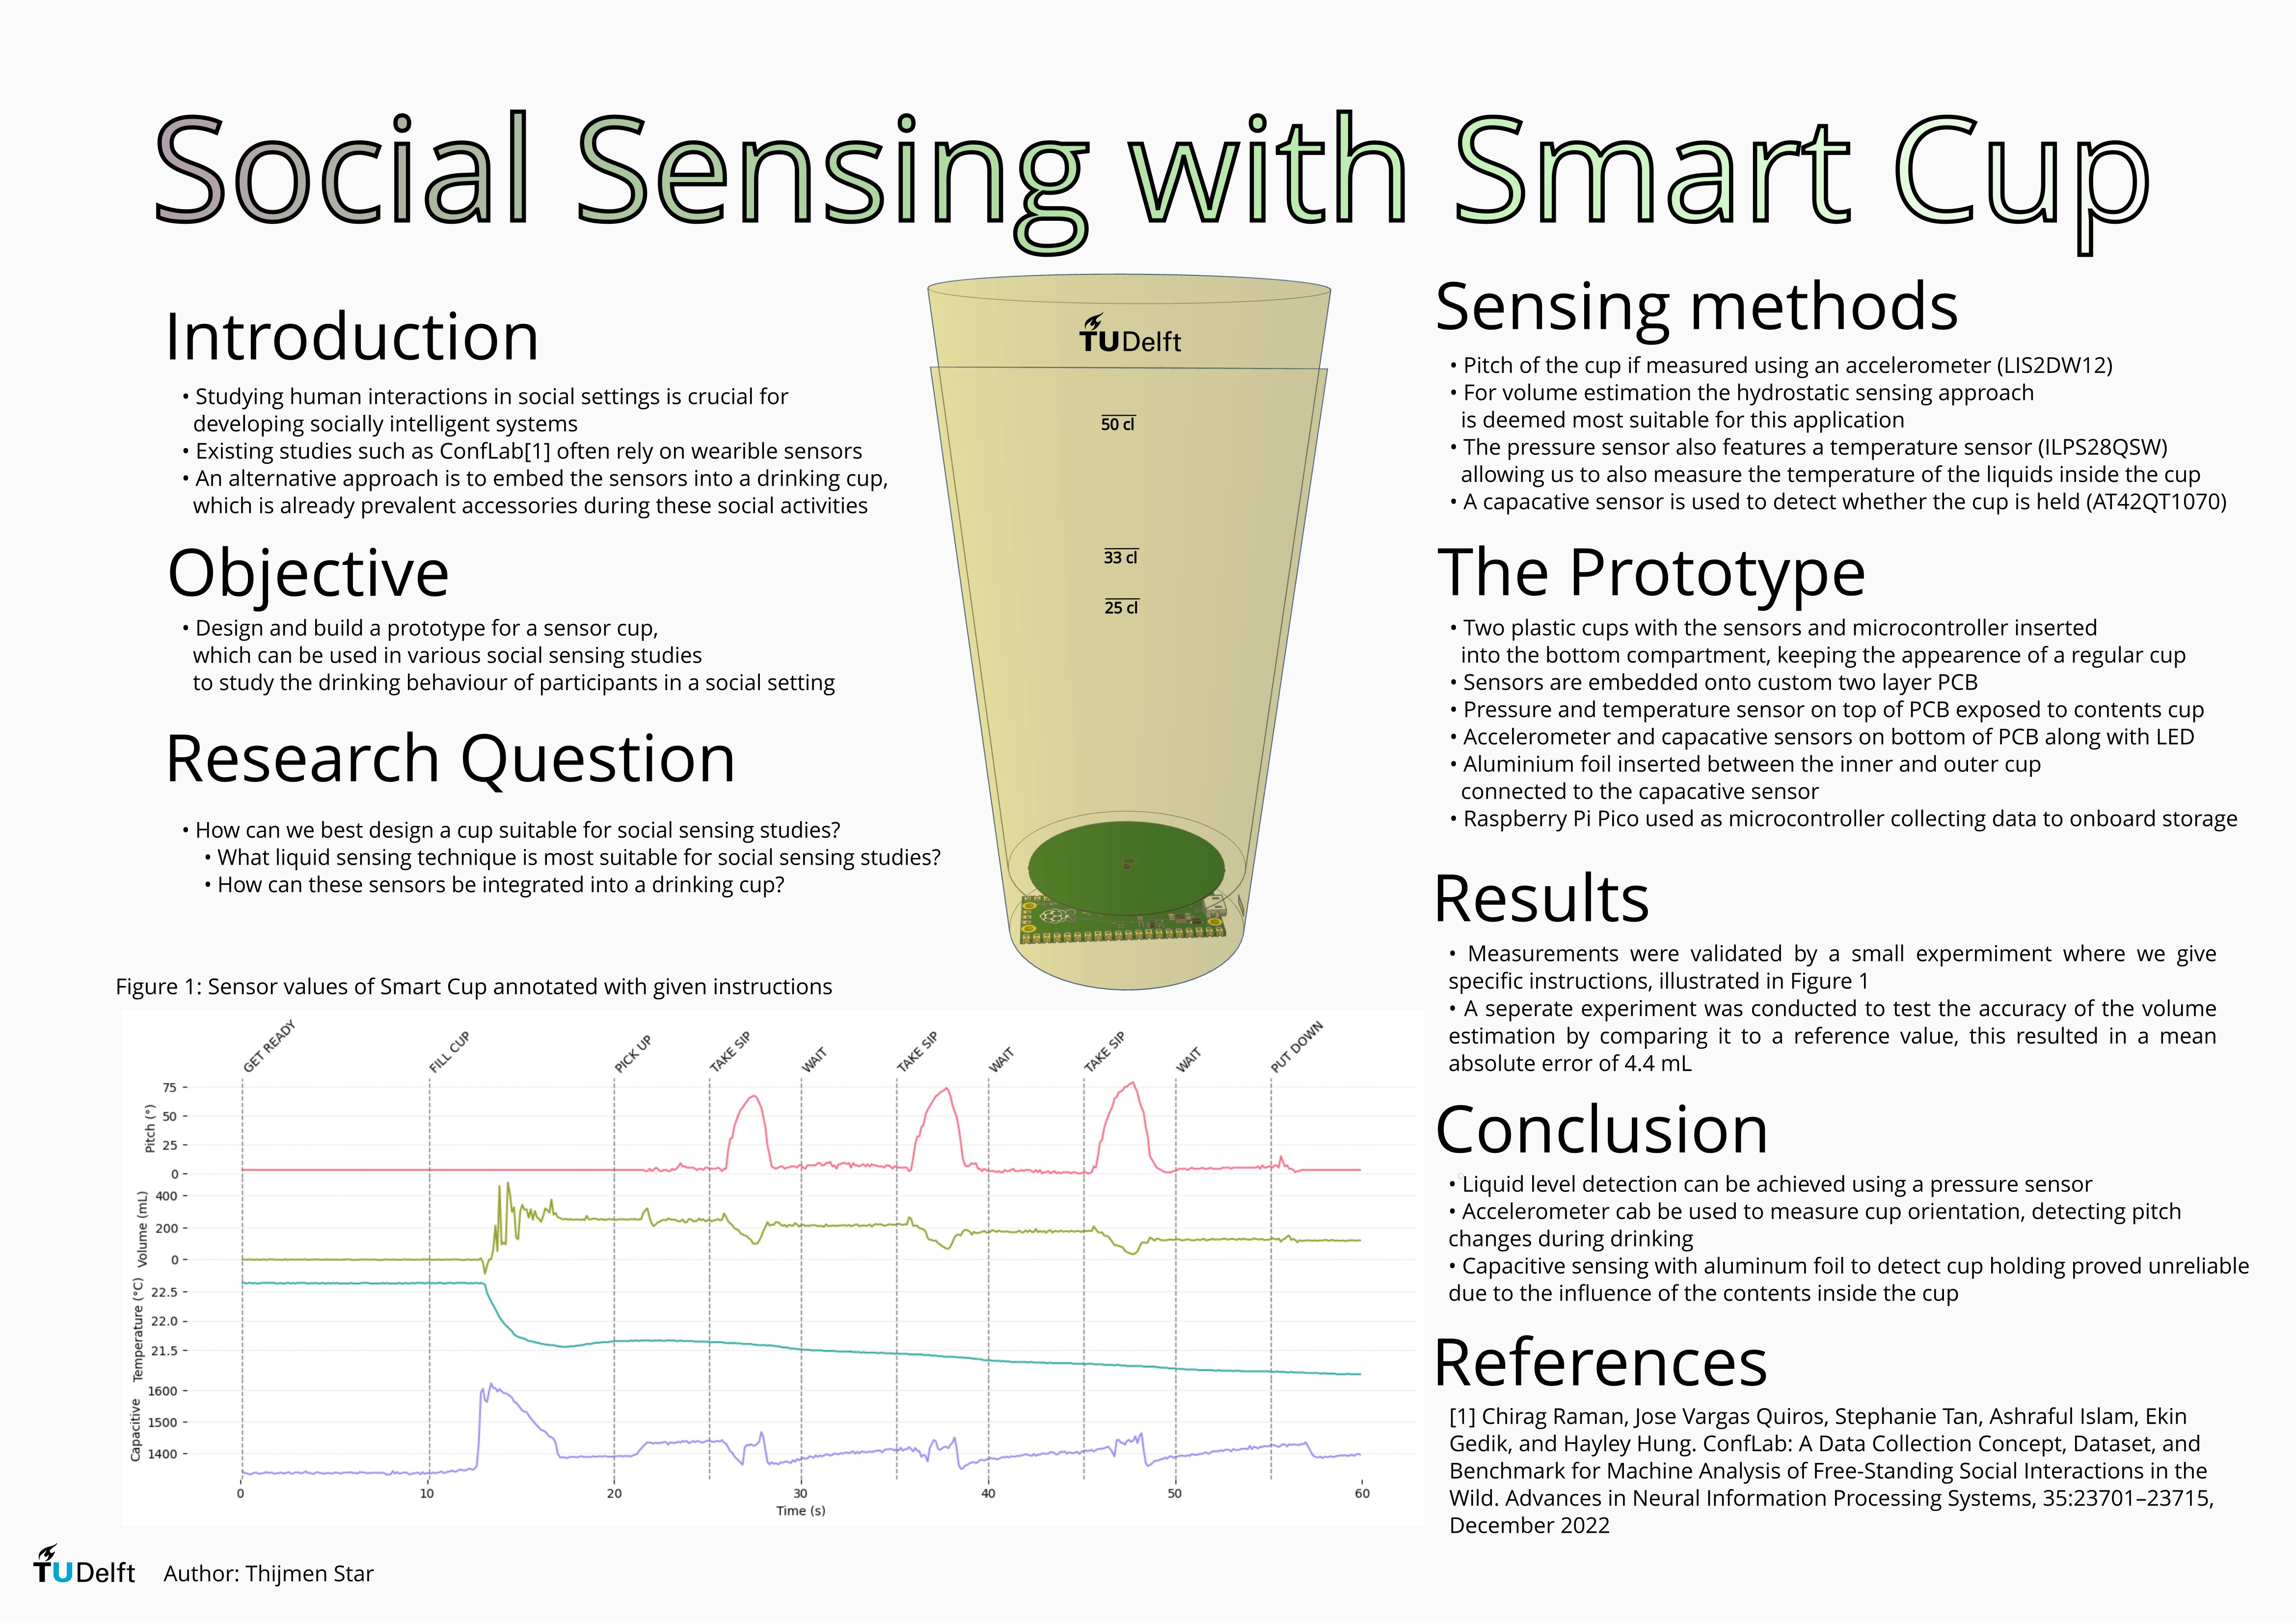 Social Sensing with Smart Cup
Introduction
• Studying human interactions in social settings is crucial for
developing socially intelligent systems
• Existing studies such as ConfLab[1] often rely on wearible sensors
• An alternative approach is to embed the sensors into a drinking cup,
which is already prevalent accessories during these social activities
Objective
• Design and build a prototype for a sensor cup,
which can be used in various social sensing studies
to study the drinking behaviour of participants in a social setting
Research Question
• How can we best design a cup suitable for social sensing studies?
• What liquid sensing technique is most suitable for social sensing studies?
• How can these sensors be integrated into a drinking cup?
TUDelft
50 cl
33 cl
25 cl
Figure 1: Sensor values of Smart Cup annotated with given instructions
GET READY
FILL CUP
PICK UP
TAKE SIP
WAIT
TAKE SIP
WAIT
TAKE SIP
WAIT
PUT DOWN
Pitch (°)
75
50
25
0
Volume (mL)
400
200
0
Temperature (°C)
22.5
22.0
21.5
Capacitive
1600
1500
1400
0 10 20 30 40 50 60
Time (s)
Sensing methods
• Pitch of the cup if measured using an accelerometer (LIS2DW12)
• For volume estimation the hydrostatic sensing approach
is deemed most suitable for this application
• The pressure sensor also features a temperature sensor (ILPS28QSW)
allowing us to also measure the temperature of the liquids inside the cup
• A capacative sensor is used to detect whether the cup is held (AT42QT1070)
The Prototype
• Two plastic cups with the sensors and microcontroller inserted
into the bottom compartment, keeping the appearence of a regular cup
• Sensors are embedded onto custom two layer PCB
• Pressure and temperature sensor on top of PCB exposed to contents cup
• Accelerometer and capacative sensors on bottom of PCB along with LED
• Aluminium foil inserted between the inner and outer cup
connected to the capacative sensor
• Raspberry Pi Pico used as microcontroller collecting data to onboard storage
Results
• Measurements were validated by a small expermiment where we give
specific instructions, illustrated in Figure 1
• A seperate experiment was conducted to test the accuracy of the volume
estimation by comparing it to a reference value, this resulted in a mean
absolute error of 4.4 mL
Conclusion
• Liquid level detection can be achieved using a pressure sensor
• Accelerometer cab be used to measure cup orientation, detecting pitch
changes during drinking
• Capacitive sensing with aluminum foil to detect cup holding proved unreliable
due to the influence of the contents inside the cup
References
[1] Chirag Raman, Jose Vargas Quiros, Stephanie Tan, Ashraful Islam, Ekin
Gedik, and Hayley Hung. ConfLab: A Data Collection Concept, Dataset, and
Benchmark for Machine Analysis of Free-Standing Social Interactions in the
Wild. Advances in Neural Information Processing Systems, 35:23701–23715,
December 2022
TUDelft
Author: Thijmen Star